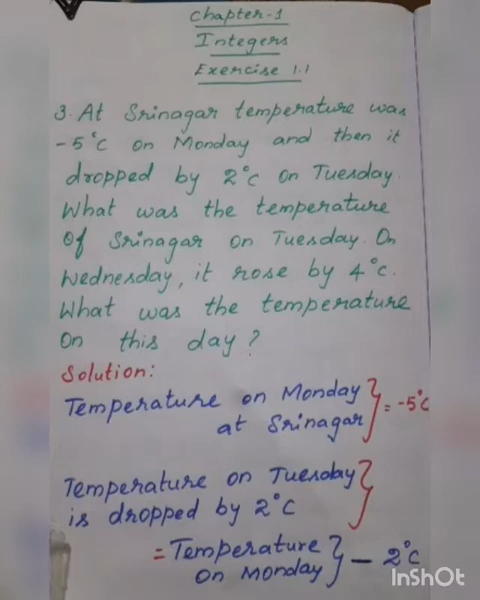 Chapter-1
Integers
Exercise 1.1
3. At Srinagar temperature was
-5°C on Monday and then it
dropped by 2°C on Tuesday.
What was the temperature
Of Srinagar on Tuesday. On
Wednesday, it rose by 4°C.
What was the temperature
On this day?
Solution:
Temperature on Monday
at Srinagar } = -5°C
Temperature on Tuesday
is dropped by 2°C }
= Temperature
on Monday } - 2°C
InShOt